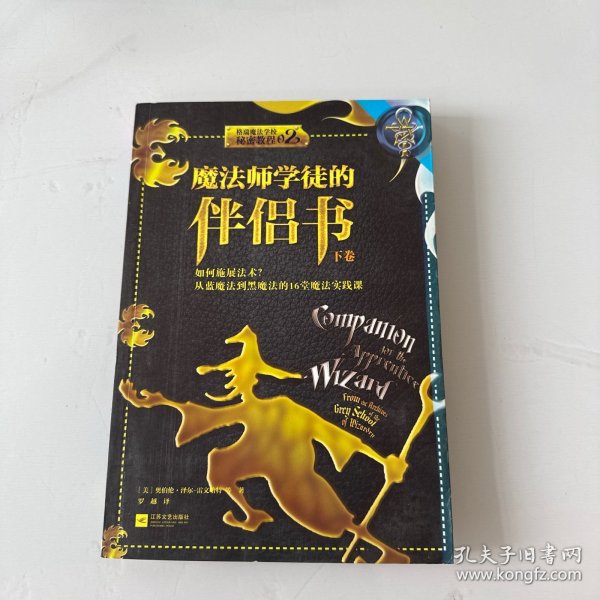 格瑞魔法学校
秘密教程02
魔法师学徒的
伴侣书
下卷
如何施展法术？
从蓝魔法到黑魔法的16堂魔法实践课
Companion
for the
Apprentice
Wizard
From the Archives
of the
Grey School
of Wizardry
［美］奥伯伦·泽尔-雷文哈特 等 著
罗越 译
江苏文艺出版社
孔夫子旧书网
www.kongfz.com